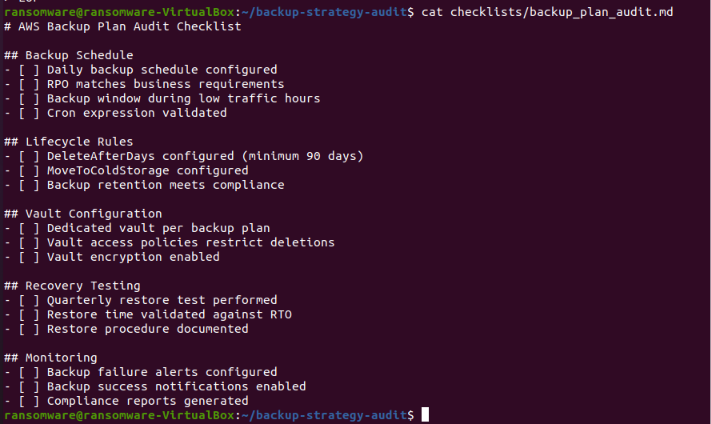 ransomware@ransomware-VirtualBox:~/backup-strategy-audit$ cat checklists/backup_plan_audit.md
# AWS Backup Plan Audit Checklist
## Backup Schedule
- [ ] Daily backup schedule configured
- [ ] RPO matches business requirements
- [ ] Backup window during low traffic hours
- [ ] Cron expression validated
## Lifecycle Rules
- [ ] DeleteAfterDays configured (minimum 90 days)
- [ ] MoveToColdStorage configured
- [ ] Backup retention meets compliance
## Vault Configuration
- [ ] Dedicated vault per backup plan
- [ ] Vault access policies restrict deletions
- [ ] Vault encryption enabled
## Recovery Testing
- [ ] Quarterly restore test performed
- [ ] Restore time validated against RTO
- [ ] Restore procedure documented
## Monitoring
- [ ] Backup failure alerts configured
- [ ] Backup success notifications enabled
- [ ] Compliance reports generated
ransomware@ransomware-VirtualBox:~/backup-strategy-audit$